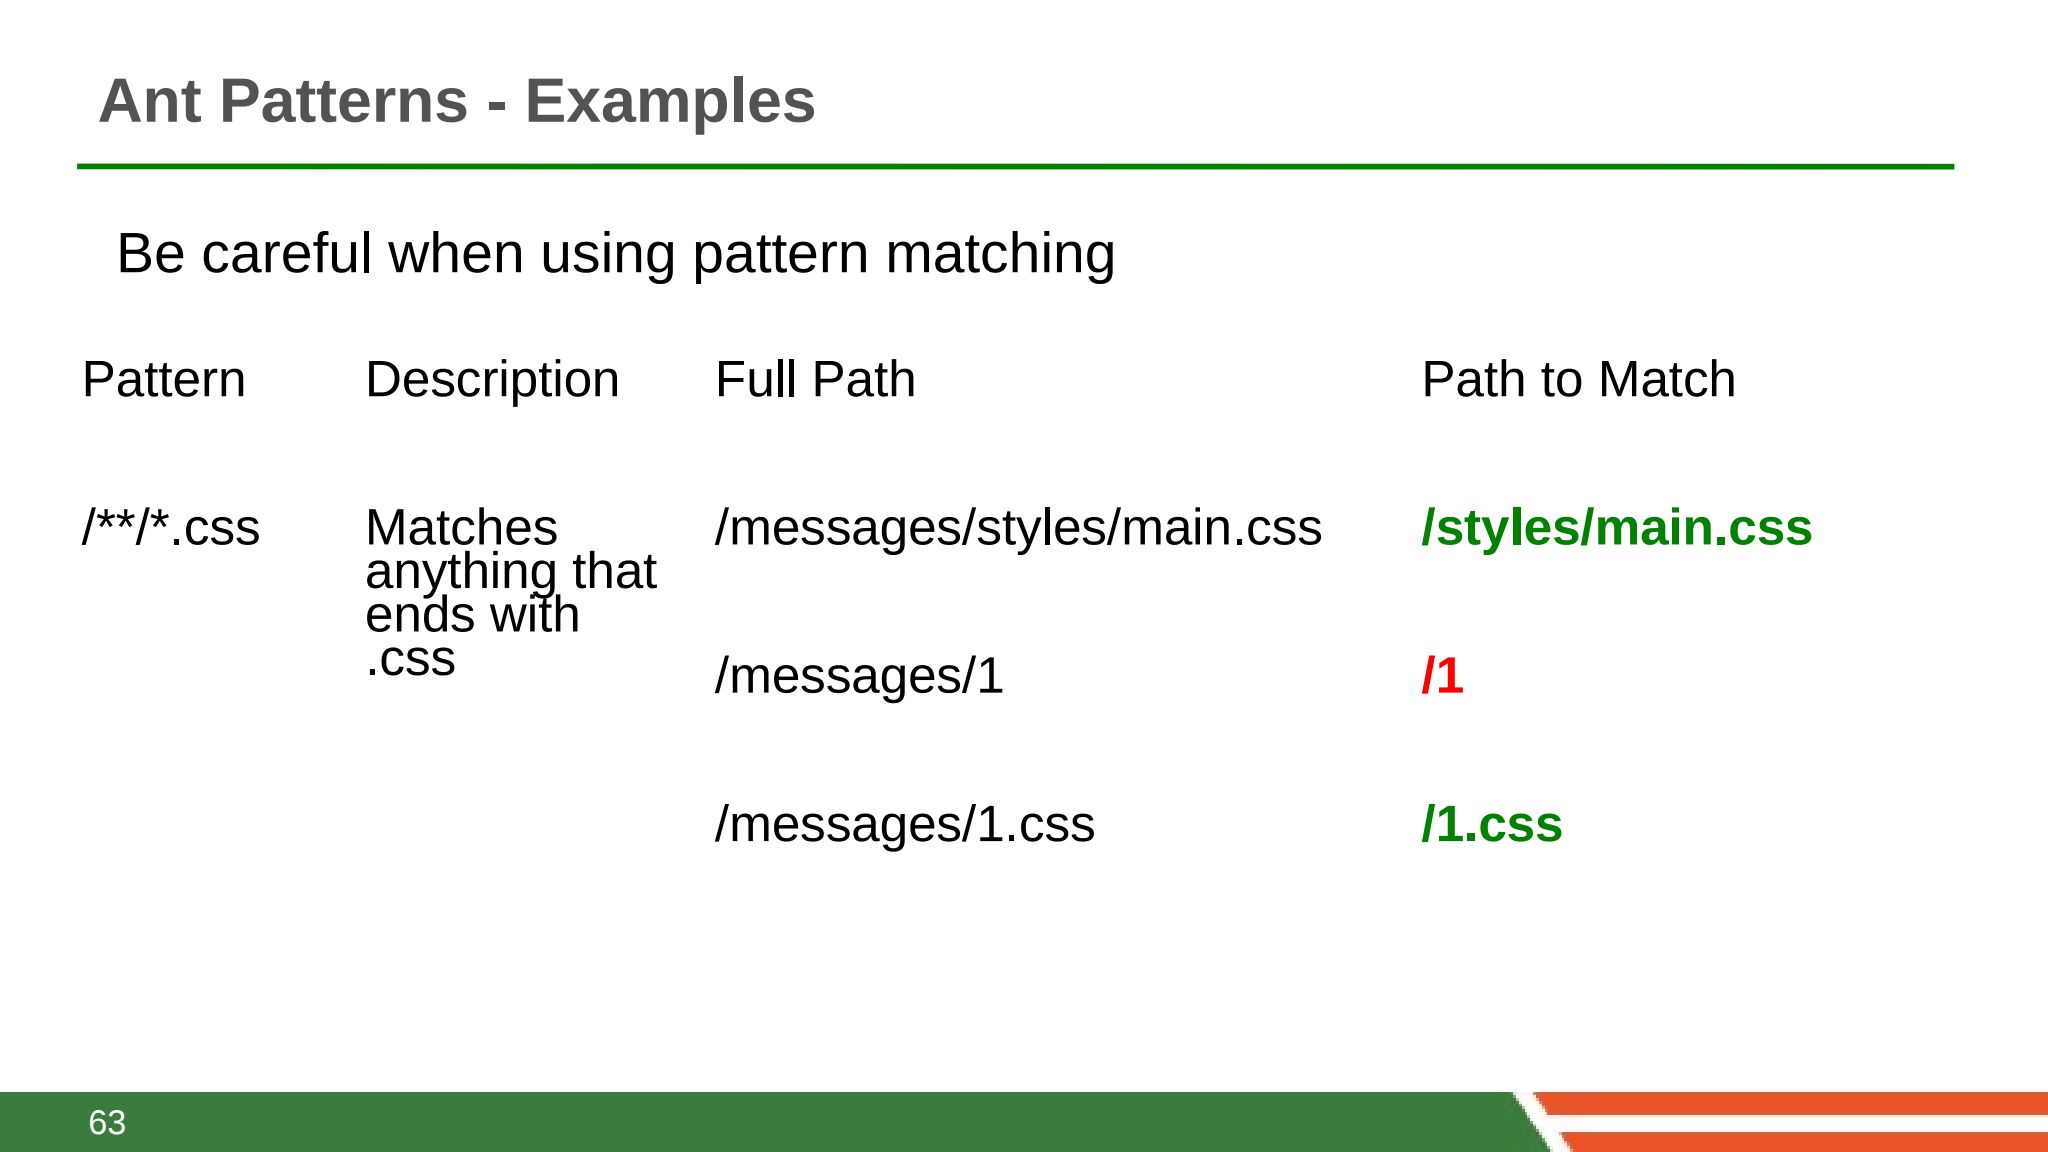 Ant Patterns - Examples
Be careful when using pattern matching
Pattern Description Full Path Path to Match
/**/*.css Matches /messages/styles/main.css /styles/main.css
anything that
ends with
.css
/messages/1 /1
/messages/1.css /1.css
63